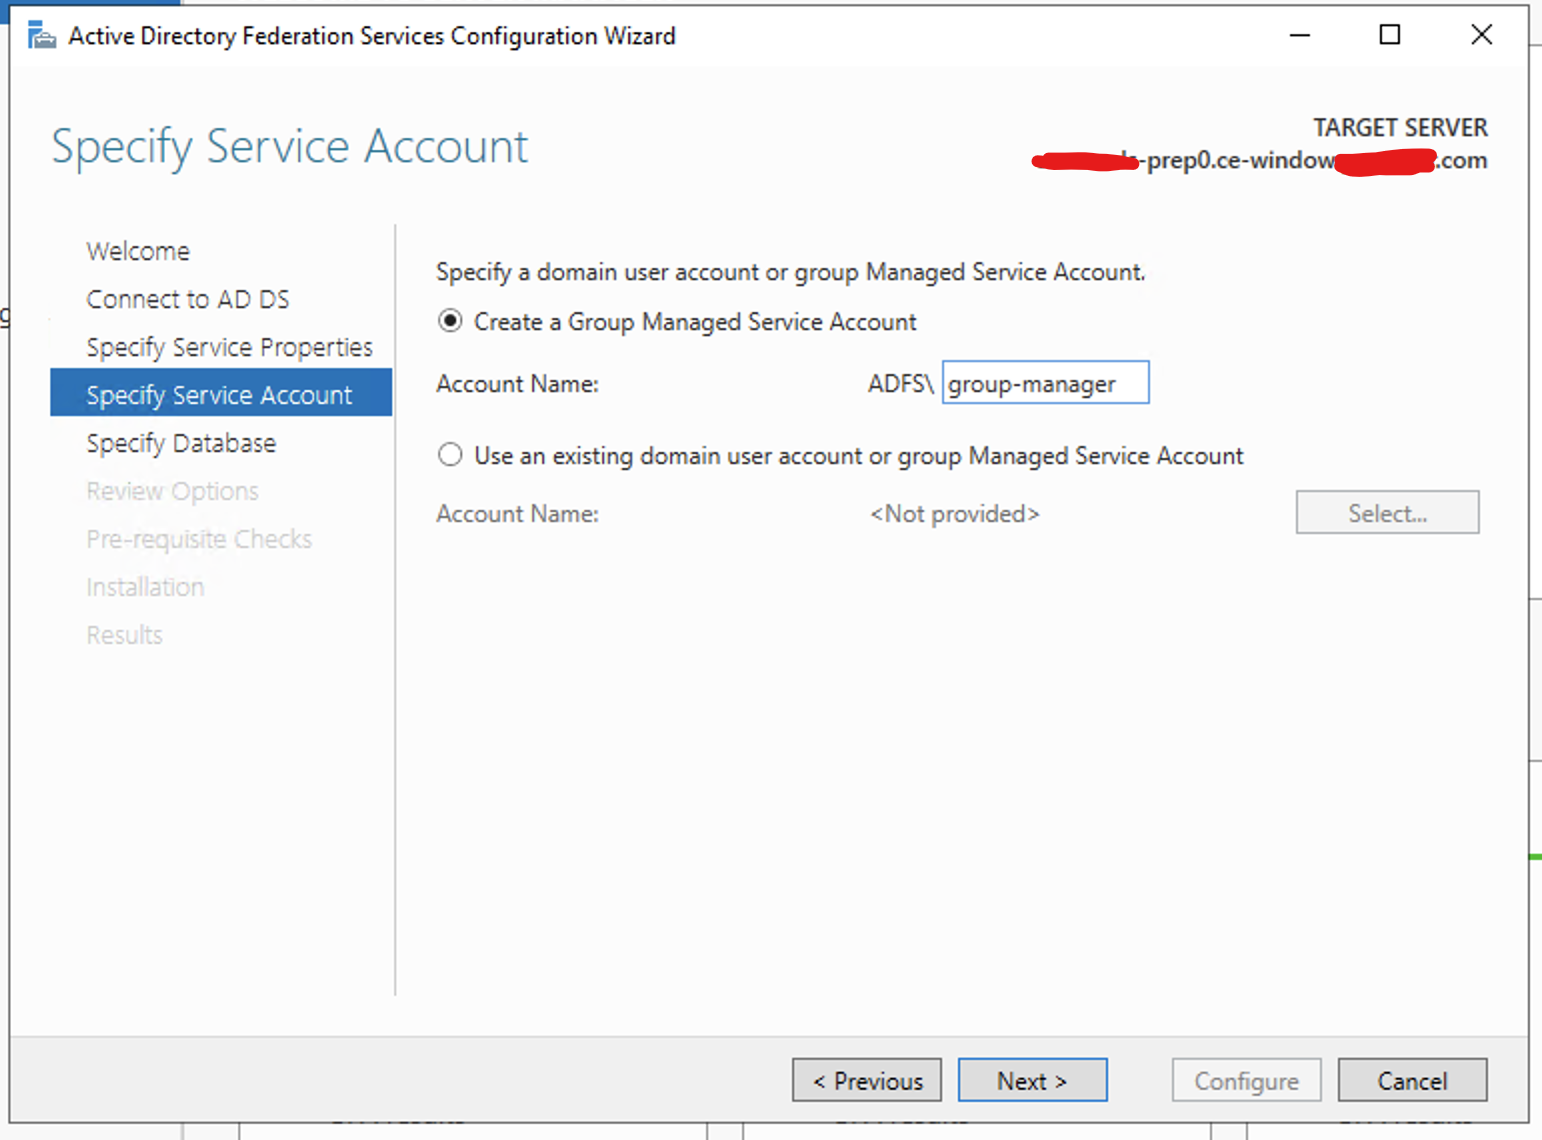 Active Directory Federation Services Configuration Wizard
Specify Service Account
TARGET SERVER
-prep0.ce-window .com
Welcome
Connect to AD DS
Specify Service Properties
Specify Service Account
Specify Database
Review Options
Pre-requisite Checks
Installation
Results
Specify a domain user account or group Managed Service Account.
Create a Group Managed Service Account
Account Name: ADFS\ group-manager
Use an existing domain user account or group Managed Service Account
Account Name: <Not provided> Select...
< Previous Next > Configure Cancel